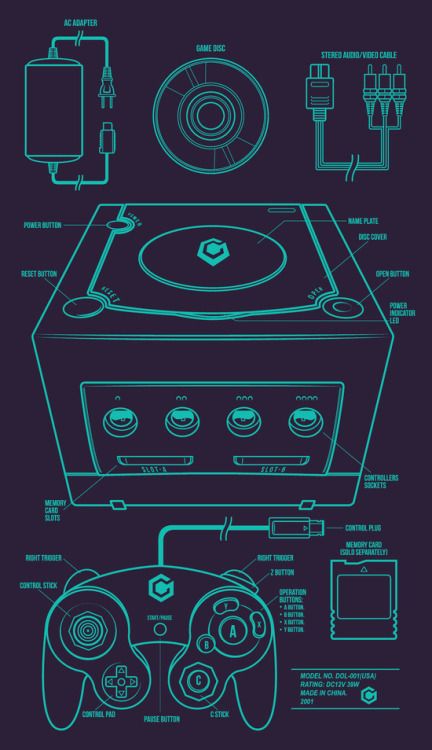 AC ADAPTER
GAME DISC
STEREO AUDIO/VIDEO CABLE
POWER BUTTON
POWER
NAME PLATE
DISC COVER
RESET BUTTON
RESET
OPEN
OPEN BUTTON
POWER
INDICATOR
LED
SLOT-A
SLOT-B
CONTROLLERS
SOCKETS
MEMORY
CARD
SLOTS
CONTROL PLUG
MEMORY CARD
(SOLD SEPARATELY)
RIGHT TRIGGER
RIGHT TRIGGER
Z BUTTON
CONTROL STICK
OPERATION
BUTTONS:
• A BUTTON.
• B BUTTON.
• X BUTTON.
• Y BUTTON.
START/PAUSE
Y
X
A
B
C
CONTROL PAD
PAUSE BUTTON
C STICK
MODEL NO. DOL-001(USA)
RATING: DC12V 39W
MADE IN CHINA.
2001